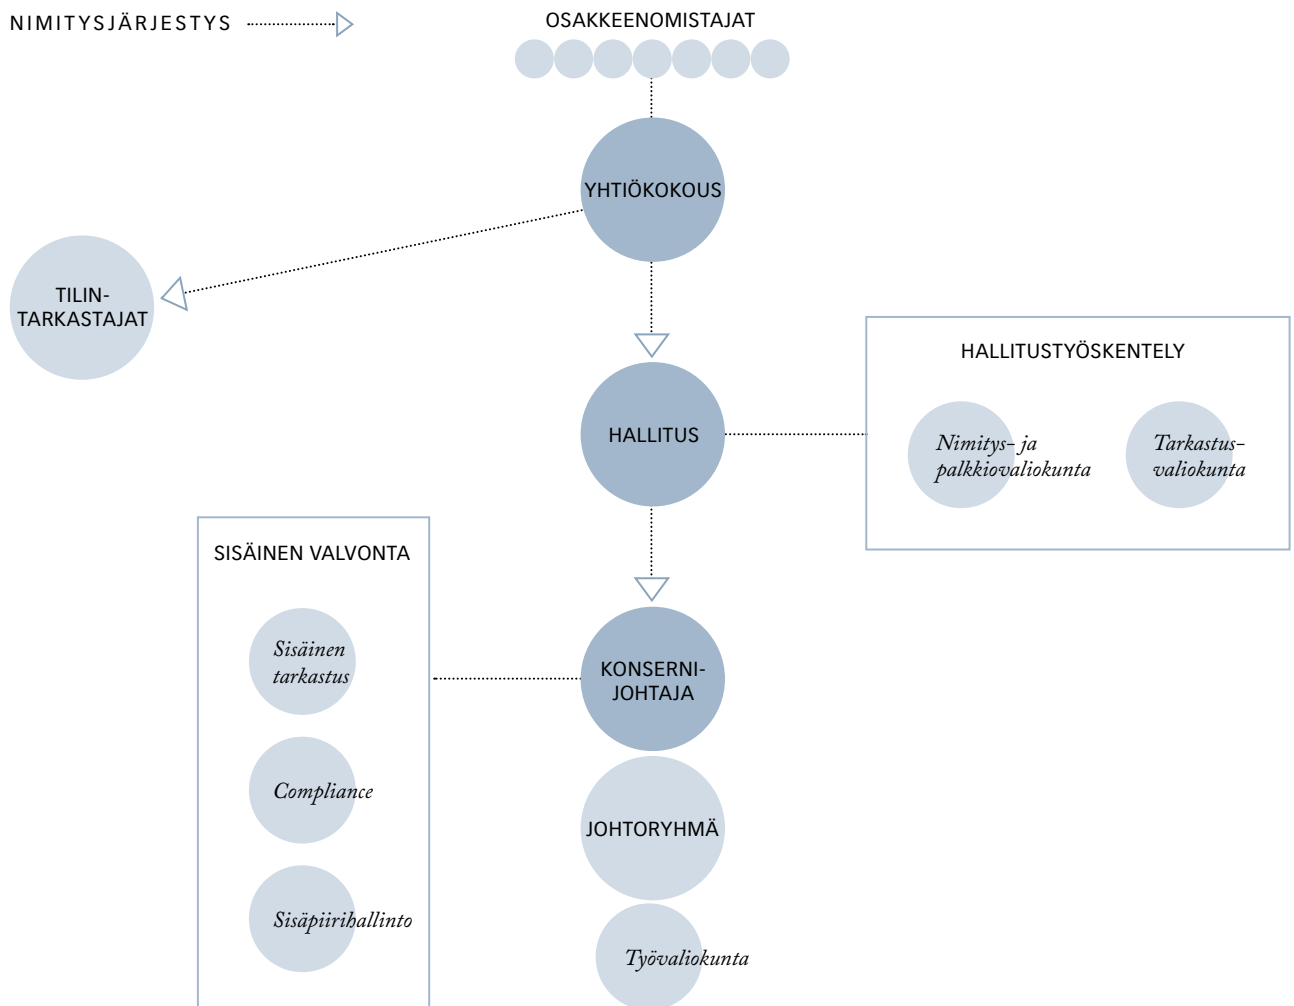 NIMITYSJÄRJESTYS
OSAKKEENOMISTAJAT
YHTIÖKOKOUS
TILIN-
TARKASTAJAT
HALLITUS
HALLITUSTYÖSKENTELY
Nimitys- ja
palkkiovaliokunta
Tarkastus-
valiokunta
SISÄINEN VALVONTA
Sisäinen
tarkastus
Compliance
Sisäpiirihallinto
KONSERNI-
JOHTAJA
JOHTORYHMÄ
Työvaliokunta